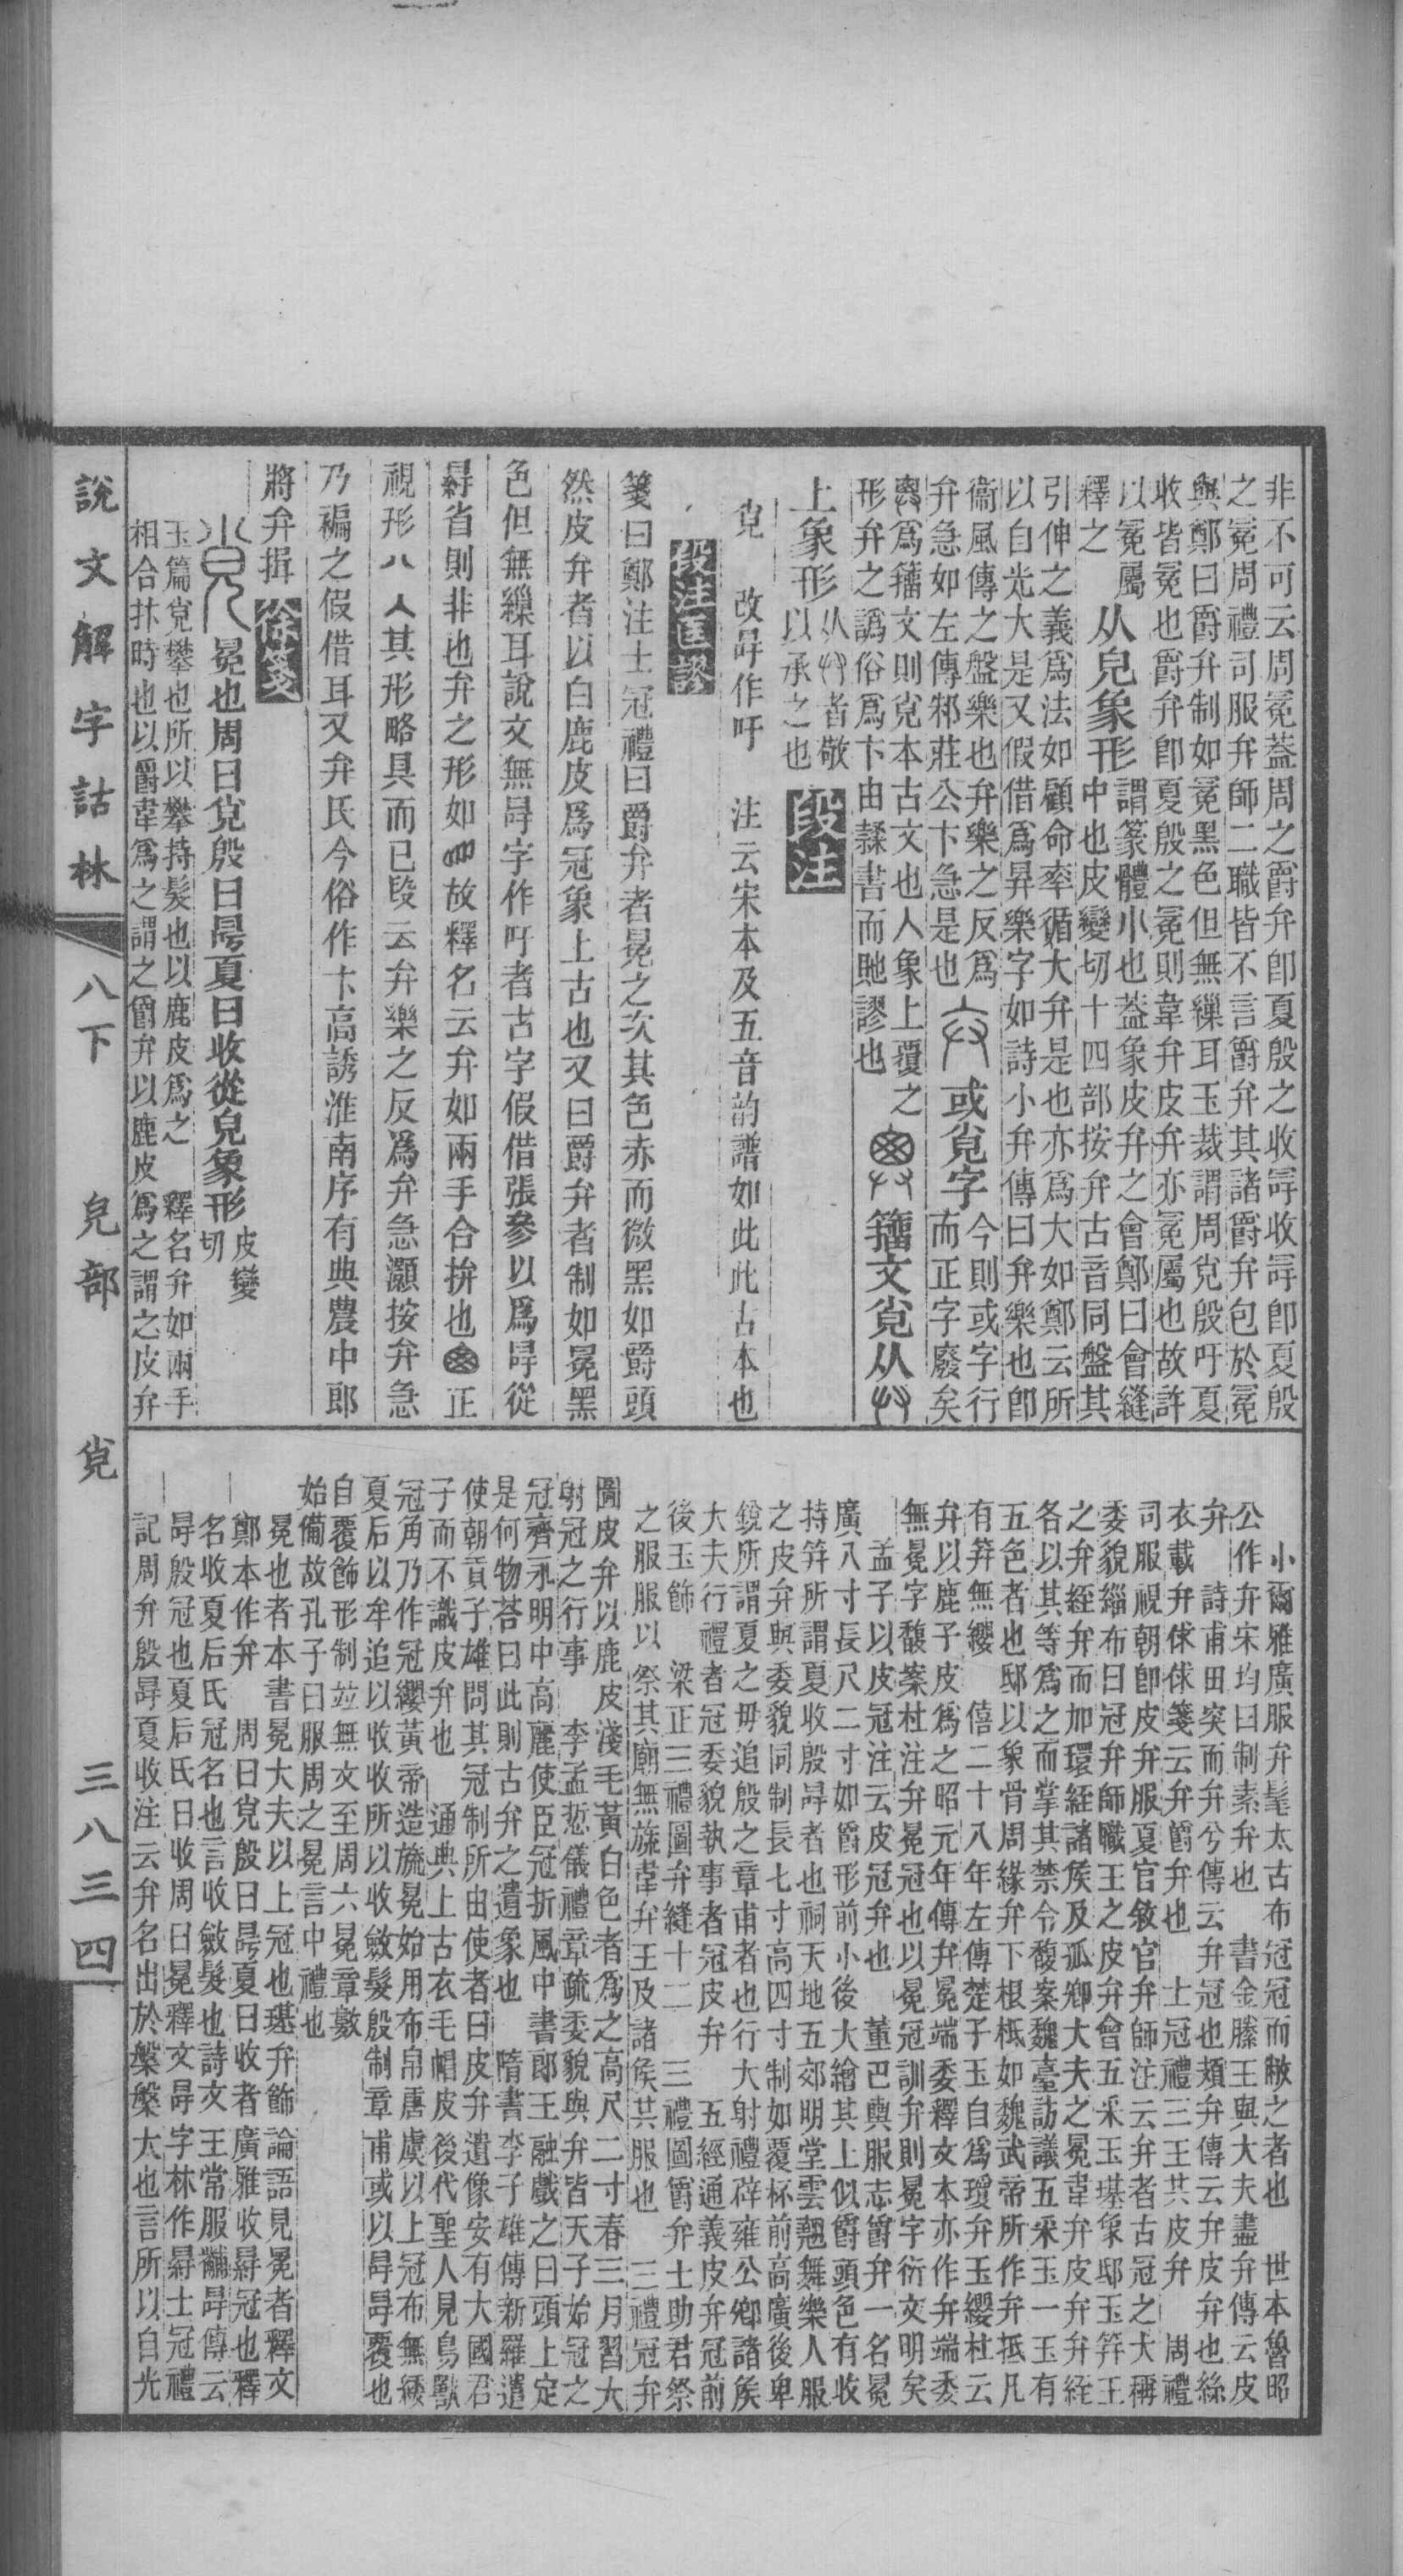 非不可云周冕葢周之爵弁卽夏殷之收冔收冔卽夏殷
之冕周禮司服弁師二職皆不言爵弁其諸爵弁包於冕
與鄭曰爵弁制如冕黑色但無繅耳玉裁謂周覍殷吁夏
收皆冕也爵弁卽夏殷之冕則韋弁皮弁亦冕屬也故許
以冕屬
釋之
从皃象形
謂篆體小也葢象皮弁之會鄭曰會縫
中也皮變切十四部按弁古音同盤其
引伸之義爲法如顧命率循大弁是也亦爲大如鄭云所
以自光大是又假借爲昇樂字如詩小弁傳曰弁樂也卽
衞風傳之盤樂也弁樂之反爲
弁急如左傳邾莊公卞急是也
或覍字
今則或字行
而正字廢矣
爲籒文則覍本古文也人象上覆之
形弁之譌俗爲卞由隸書而貤謬也
籒文覍从
上象形
从 者敬
以承之也
段注
覍 改冔作吁 注云宋本及五音韵譜如此此古本也
段注匡謬
箋曰鄭注士冠禮曰爵弁者冕之次其色赤而微黑如爵頭
然皮弁者以白鹿皮爲冠象上古也又曰爵弁者制如冕黑
色但無繅耳說文無冔字作吁者古字假借張參以爲冔從
冔省則非也弁之形如 故釋名云弁如兩手合拚也 正
視形八人其形略具而已段云弁樂之反爲弁急灝按弁急
乃褊之假借耳又弁氏今俗作卞高誘淮南序有典農中郎
將弁揖
徐箋
冕也周曰覍殷曰冔夏曰收從皃象形
皮變
切
玉篇覍攀也所以攀持髮也以鹿皮爲之 釋名弁如兩手
相合抃時也以爵韋爲之謂之爵弁以鹿皮爲之謂之皮弁
小爾雅廣服弁髦太古布冠冠而敝之者也 世本魯昭
公作弁宋均曰制素弁也 書金縢王與大夫盡弁傳云皮
弁 詩甫田突而弁兮傳云弁冠也頍弁傳云弁皮弁也絲
衣載弁俅俅箋云弁爵弁也 士冠禮三王共皮弁 周禮
司服視朝卽皮弁服夏官敘官弁師注云弁者古冠之大稱
委貌緇布曰冠弁師職王之皮弁會五采玉璂象邸玉笄王
之弁絰弁而加環絰諸矦及孤卿大夫之冕韋弁皮弁弁絰
各以其等爲之而掌其禁令馥案魏臺訪議五采玉一玉有
五色者也邸以象骨周緣弁下根柢如魏武帝所作弁抵凡
有笄無纓 僖二十八年左傳楚子玉自爲瓊弁玉纓杜云
弁以鹿子皮爲之昭元年傳弁冕端委釋文本亦作弁端委
無冕字馥案杜注弁冕冠也以冕冠訓弁則冕字衍文明矣
孟子以皮冠注云皮冠弁也 董巴輿服志爵弁一名冕
廣八寸長尺二寸如爵形前小後大繒其上似爵頭色有收
持笄所謂夏收殷冔者也祠天地五郊明堂雲翹舞樂人服
之皮弁與委貌同制長七寸高四寸制如覆杯前高廣後卑
銳所謂夏之毋追殷之章甫者也行大射禮辟雍公卿諸矦
大夫行禮者冠委貌執事者冠皮弁 五經通義皮弁冠前
後玉飾 梁正三禮圖弁縫十二 三禮圖爵弁士助君祭
之服服以祭其廟無旒韋弁王及諸矦其服也 三禮冠弁
圖皮弁以鹿皮淺毛黃白色者爲之高尺二寸春三月習大
射冠之行事 李孟悊儀禮章疏委貌與弁皆天子始冠之
冠齊永明中高麗使臣冠折風中書郎王融戲之曰頭上定
是何物荅曰此則古弁之遺象也 隋書李子雄傳新羅遣
使朝貢子雄問其冠制所由使者曰皮弁遺像安有大國君
子而不識皮弁也 通典上古衣毛帽皮後代聖人見鳥獸
冠角乃作冠纓黃帝造旒冕始用布帛唐虞以上冠布無緌
夏后以牟追以收收所以收斂髮殷制章甫或以冔冔覆也
自覆飾形制竝無文至周六冕章數
始備故孔子曰服周之冕言中禮也
冕也者本書冕大夫以上冠也璂弁飾 論語見冕者釋文
鄭本作弁 周曰覍殷曰冔夏曰收者廣雅收冔冠也釋
名收夏后氏冠名也言收斂髮也詩文王常服黼冔傳云
冔殷冠也夏后氏曰收周曰冕釋文冔字林作冔士冠禮
記周弁殷冔夏收注云弁名出於槃槃大也言所以自光
說文解字詁林 八下 皃部 覍 三八三四